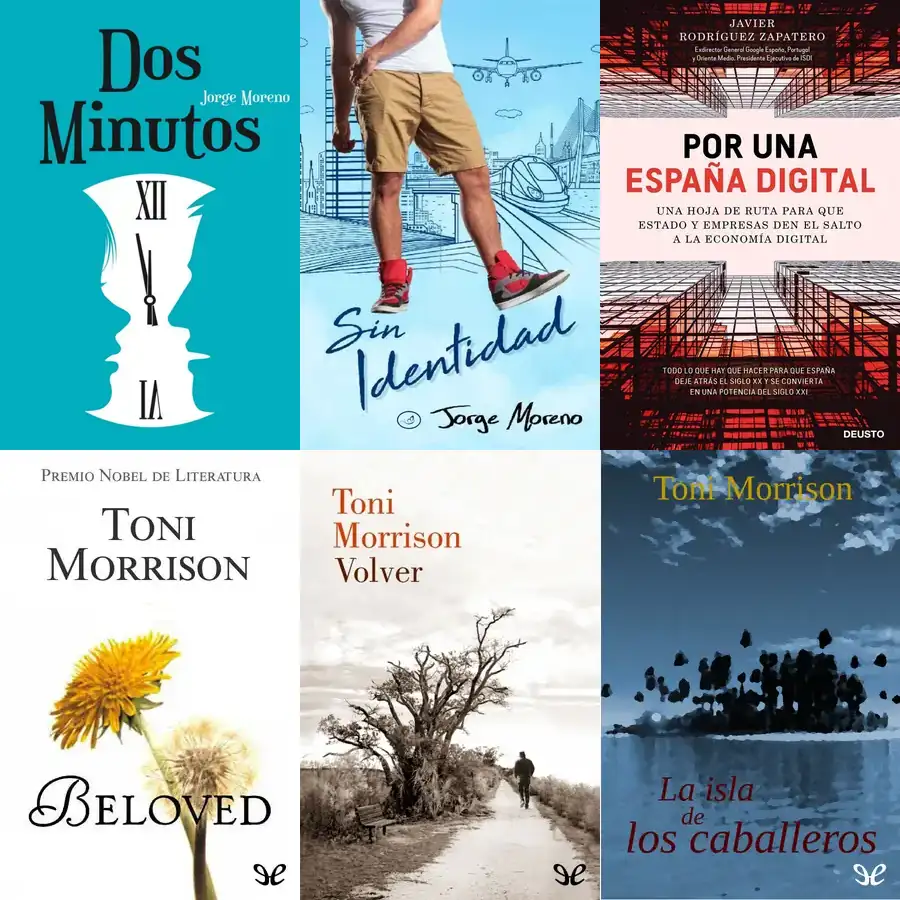 Dos
Jorge Moreno
Minutos
XII
VI
Sin
Identidad
Jorge Moreno
JAVIER
RODRÍGUEZ ZAPATERO
Exdirector General Google España, Portugal
y Oriente Medio. Presidente Ejecutivo de ISDI
POR UNA
ESPAÑA DIGITAL
UNA HOJA DE RUTA PARA QUE
ESTADO Y EMPRESAS DEN EL SALTO
A LA ECONOMÍA DIGITAL
TODO LO QUE HAY QUE HACER PARA QUE ESPAÑA
DEJE ATRÁS EL SIGLO XX Y SE CONVIERTA
EN UNA POTENCIA DEL SIGLO XXI
DEUSTO
PREMIO NOBEL DE LITERATURA
TONI
MORRISON
BELOVED
Toni
Morrison
Volver
Toni Morrison
La isla
de
los caballeros